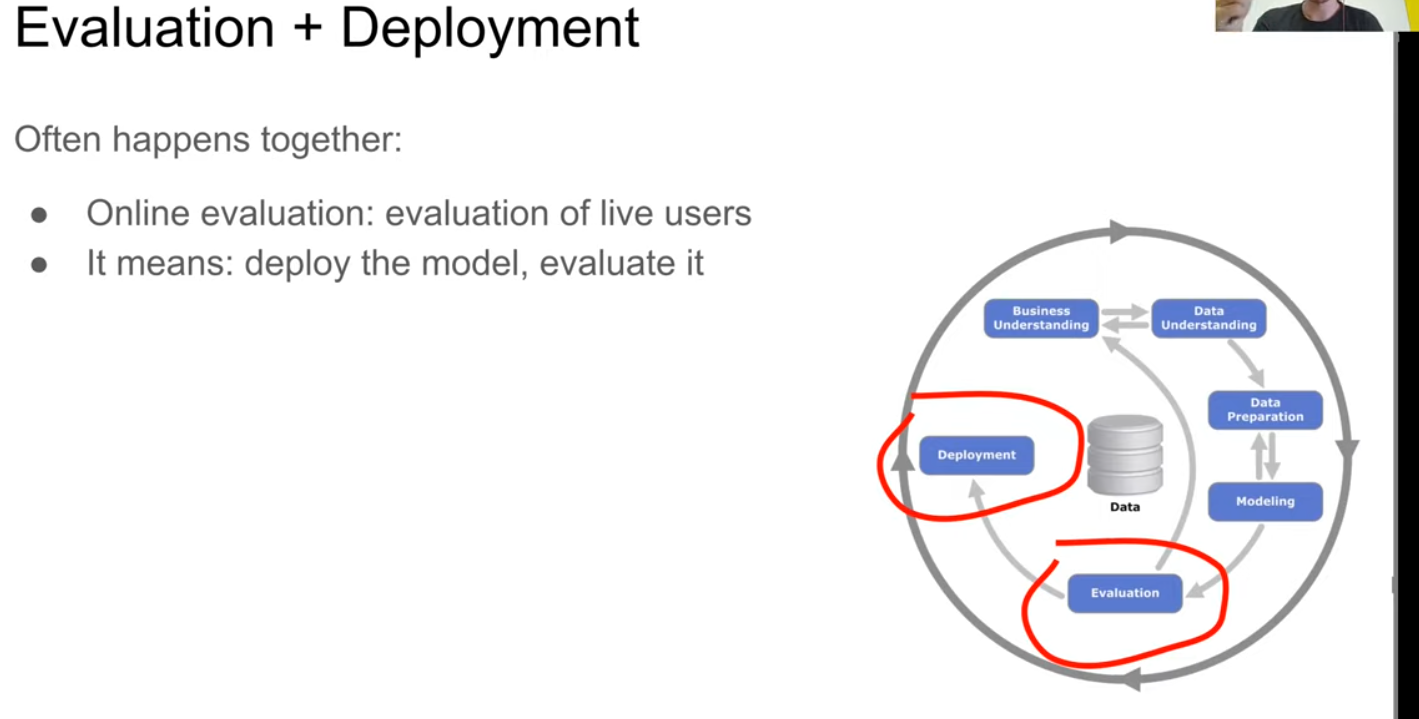 Evaluation + Deployment
Often happens together:
● Online evaluation: evaluation of live users
● It means: deploy the model, evaluate it
Business
Understanding
Data
Understanding
Data
Preparation
Deployment
Data
Modeling
Evaluation